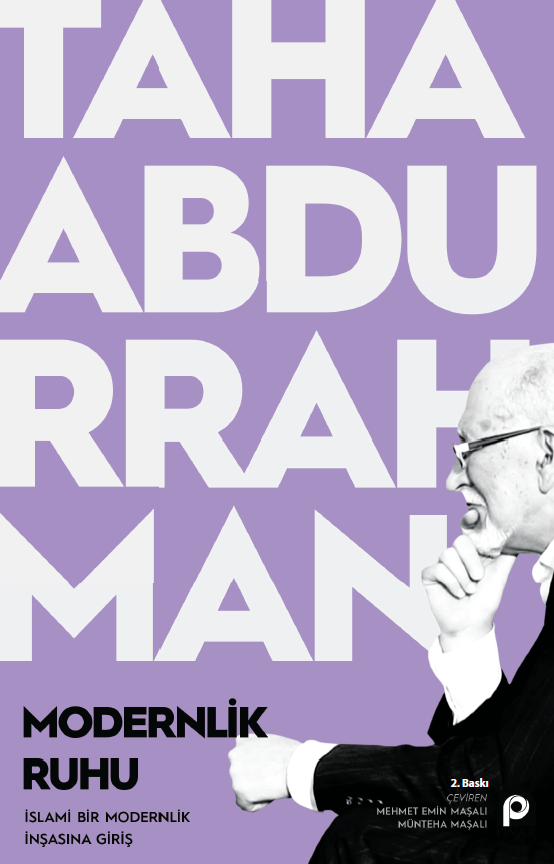 TAHA
ABDU
RRAH
MAN
MODERNLİK
RUHU
İSLAMİ BİR MODERNLİK
İNŞASINA GİRİŞ
2. Baskı
ÇEVİREN
MEHMET EMİN MAŞALI
MÜNTEHA MAŞALI